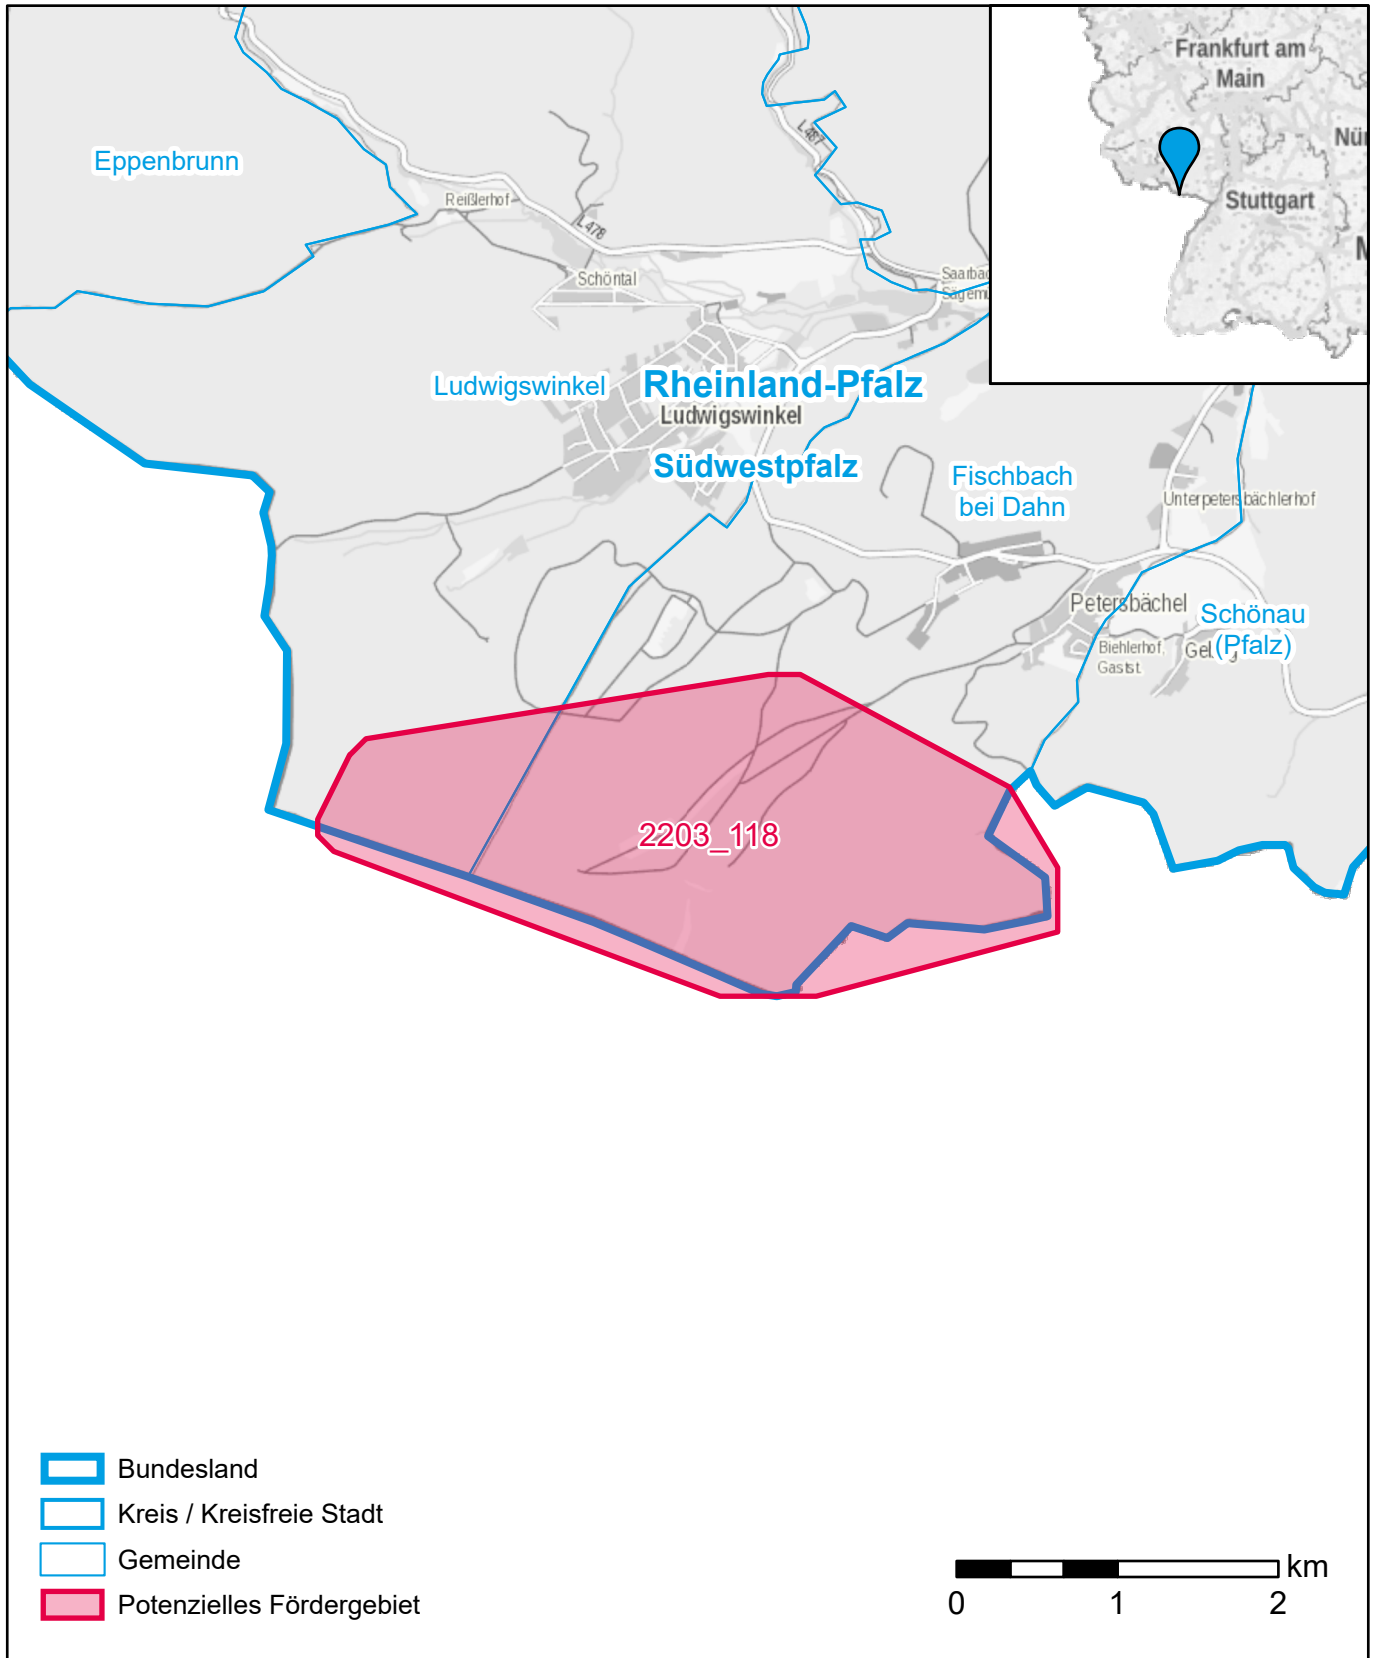 Frankfurt am
Main
Stuttgart
Eppenbrunn
L487
Reißlerhof
L478
Schöntal
Ludwigswinkel
Rheinland-Pfalz
Ludwigswinkel
Südwestpfalz
Fischbach
bei Dahn
Unterpetersbächlerhof
Petersbächel
Schönau
(Pfalz)
Biehlerhof,
Gastst.
2203_118
Bundesland
Kreis / Kreisfreie Stadt
Gemeinde
Potenzielles Fördergebiet
km
0 1 2